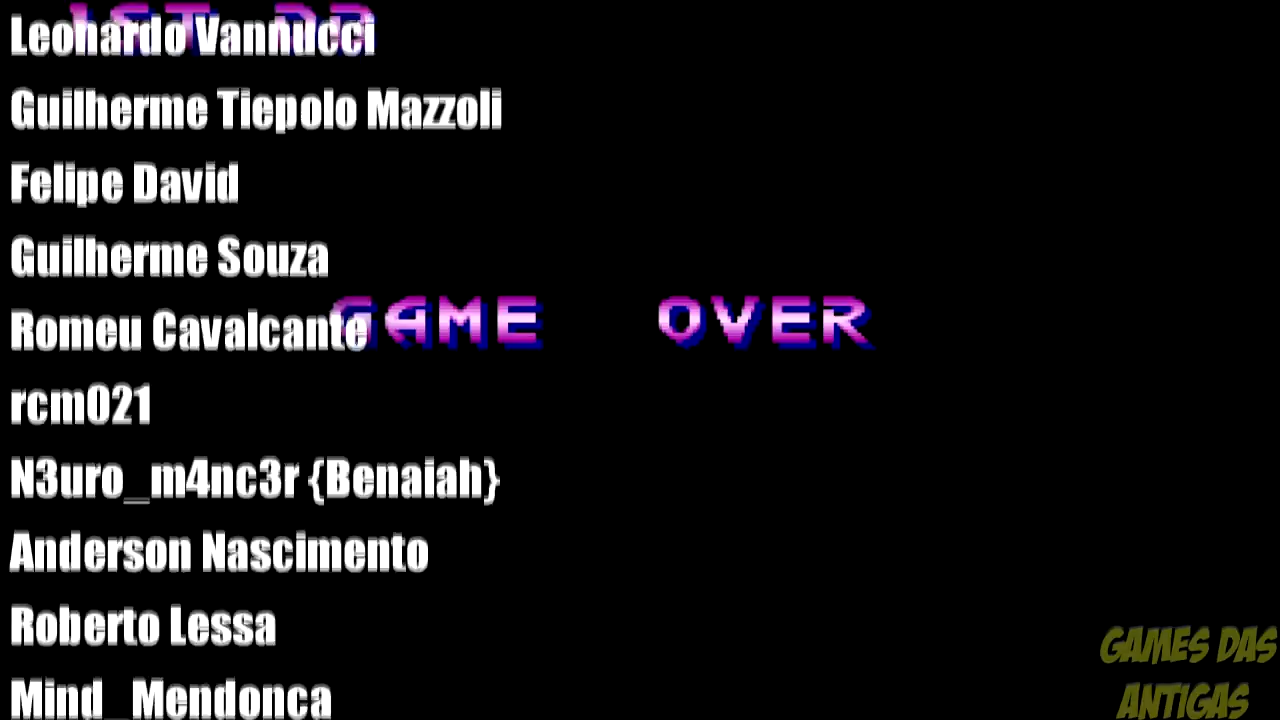 Leonardo Vannucci
Guilherme Tiepolo Mazzoli
Felipe David
Guilherme Souza
GAME OVER
Romeu Cavalcante
rcm021
N3uro_m4nc3r {Benaiah}
Anderson Nascimento
Roberto Lessa
Mind_Mendonca
GAMES DAS
ANTIGAS